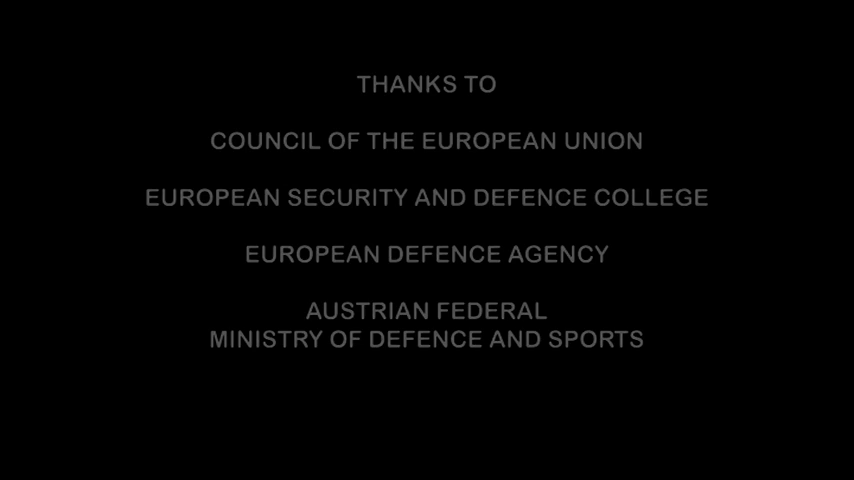 THANKS TO
COUNCIL OF THE EUROPEAN UNION
EUROPEAN SECURITY AND DEFENCE COLLEGE
EUROPEAN DEFENCE AGENCY
AUSTRIAN FEDERAL
MINISTRY OF DEFENCE AND SPORTS